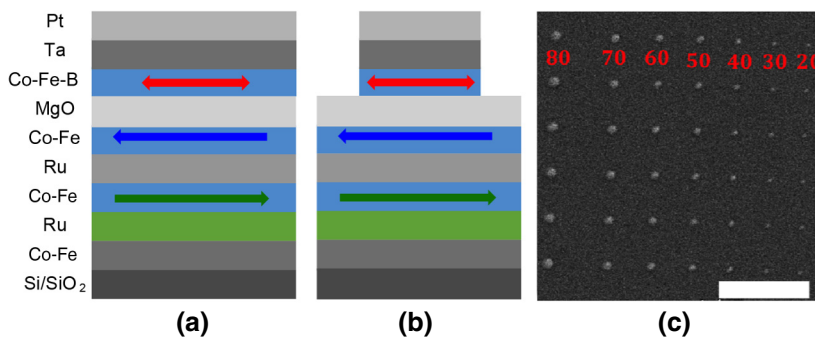 Pt
Ta
Co-Fe-B
MgO
Co-Fe
Ru
Co-Fe
Ru
Co-Fe
Si/SiO₂
80 70 60 50 40 30 20
(a) (b) (c)